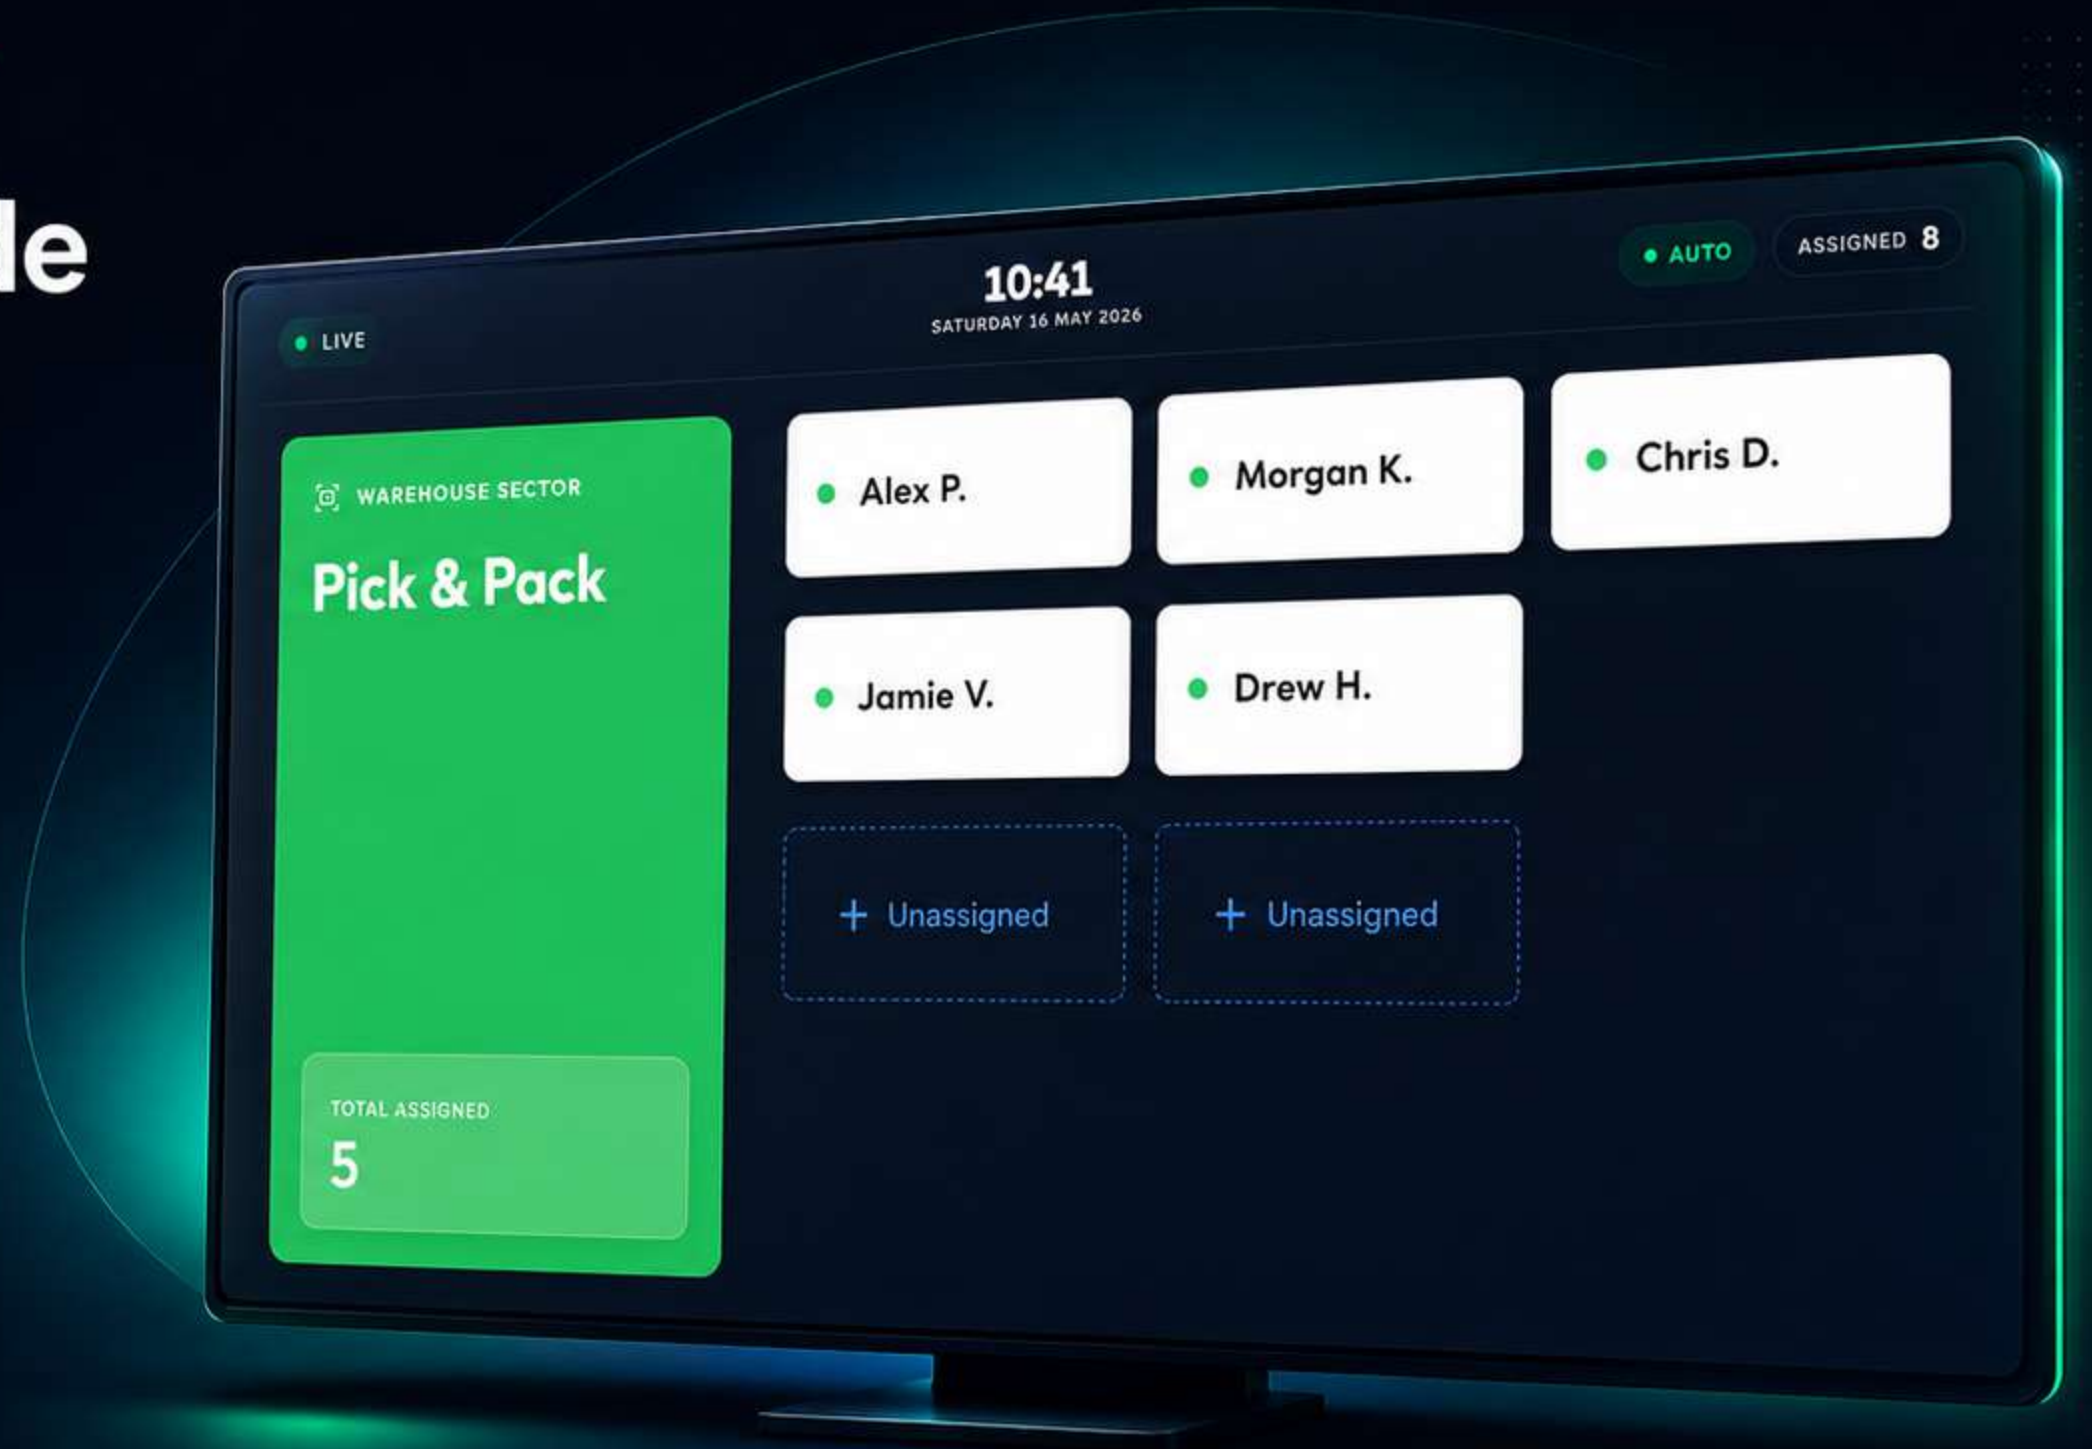 le
LIVE
10:41
SATURDAY 16 MAY 2026
AUTO
ASSIGNED 8
WAREHOUSE SECTOR
Pick & Pack
TOTAL ASSIGNED
5
Alex P.
Morgan K.
Chris D.
Jamie V.
Drew H.
+ Unassigned
+ Unassigned